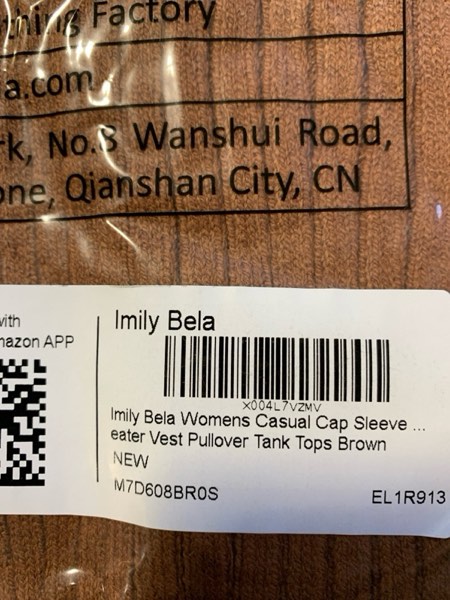 thing Factory
a.com
rk, No.8 Wanshui Road,
one, Qianshan City, CN
with
mazon APP
Imily Bela
X004L7VZMV
Imily Bela Womens Casual Cap Sleeve ...
eater Vest Pullover Tank Tops Brown
NEW
M7D608BR0S
EL1R913